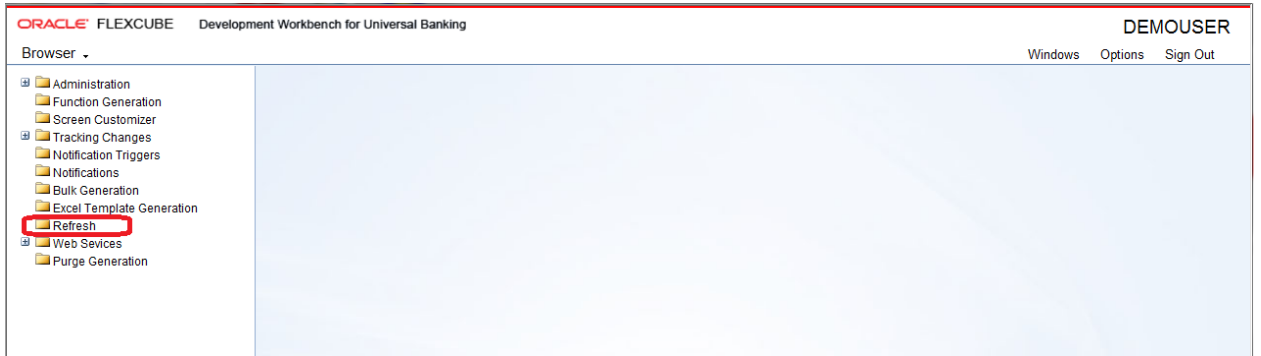 ORACLE FLEXCUBE Development Workbench for Universal Banking
DEMOUSER
Browser
Windows Options Sign Out
Administration
Function Generation
Screen Customizer
Tracking Changes
Notification Triggers
Notifications
Bulk Generation
Excel Template Generation
Refresh
Web Sevices
Purge Generation